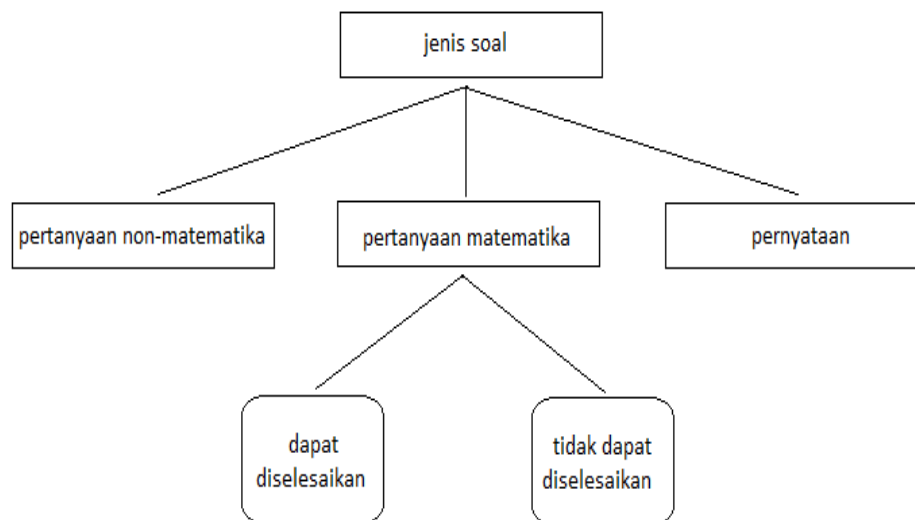 jenis soal
pertanyaan non-matematika
pertanyaan matematika
pernyataan
dapat
diselesaikan
tidak dapat
diselesaikan